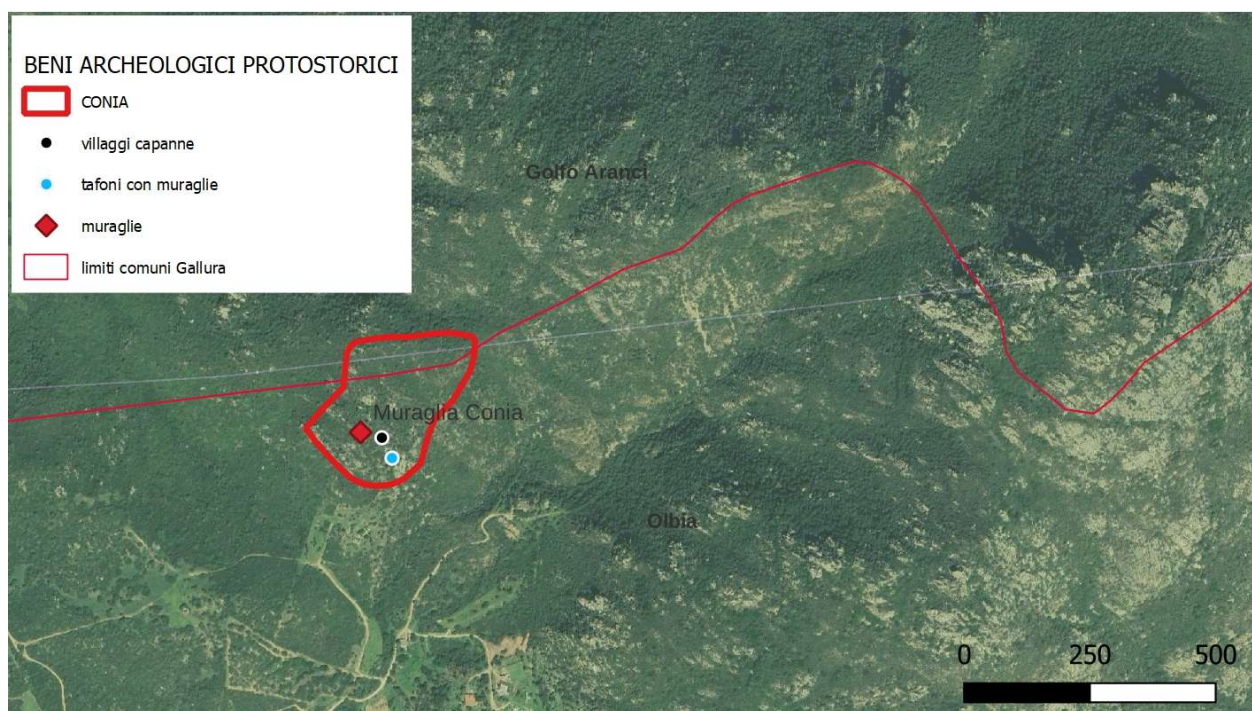 BENI ARCHEOLOGICI PROTOSTORICI
CONIA
villaggi capanne
tafoni con muraglie
muraglie
limiti comuni Gallura
Golfo Aranci
Muraglia Conia
Olbia
0 250 500